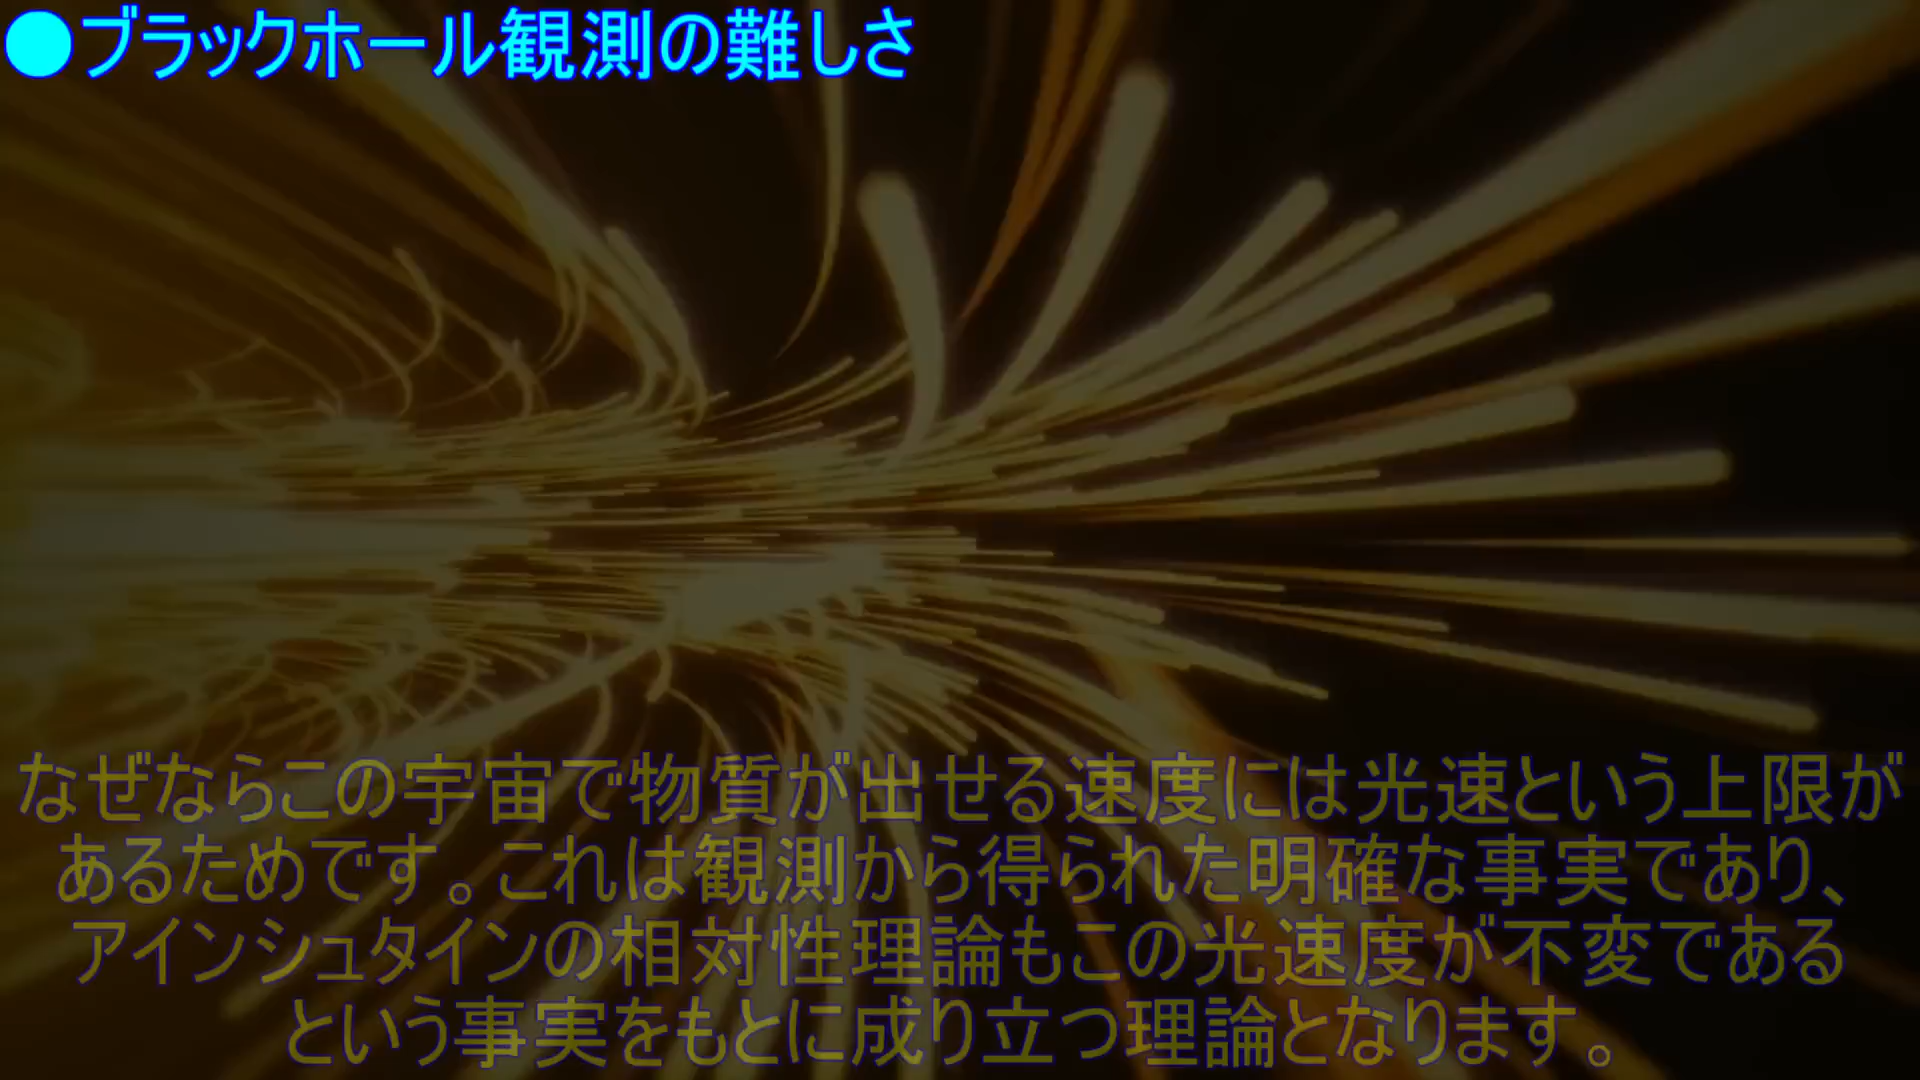 ●ブラックホール観測の難しさ
なぜならこの宇宙で物質が出せる速度には光速という上限が
あるためです。これは観測から得られた明確な事実であり、
アインシュタインの相対性理論もこの光速度が不変である
という事実をもとに成り立つ理論となります。